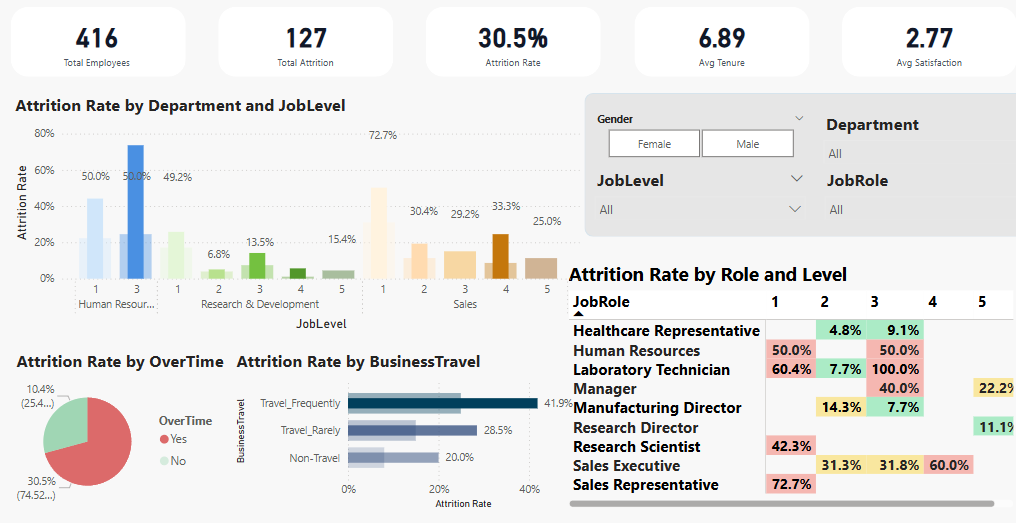 416
Total Employees
127
Total Attrition
30.5%
Attrition Rate
6.89
Avg Tenure
2.77
Avg Satisfaction
Attrition Rate by Department and JobLevel
Attrition Rate
80%
60%
40%
20%
0%
50.0%
50.0%
49.2%
6.8%
13.5%
15.4%
72.7%
30.4%
29.2%
33.3%
25.0%
1 3 1 2 3 4 5 1 2 3 4 5
Human Resour... Research & Development Sales
JobLevel
Gender
Female Male
Department
All
JobLevel
All
JobRole
All
Attrition Rate by OverTime
10.4%
(25.4...)
30.5%
(74.52...)
OverTime
Yes
No
Attrition Rate by BusinessTravel
BusinessTravel
Travel_Frequently 41.9%
Travel_Rarely 28.5%
Non-Travel 20.0%
0% 20% 40%
Attrition Rate
Attrition Rate by Role and Level
JobRole 1 2 3 4 5
Healthcare Representative 4.8% 9.1%
Human Resources 50.0% 50.0%
Laboratory Technician 60.4% 7.7% 100.0%
Manager 40.0% 22.2%
Manufacturing Director 14.3% 7.7%
Research Director 11.1%
Research Scientist 42.3%
Sales Executive 31.3% 31.8% 60.0%
Sales Representative 72.7%